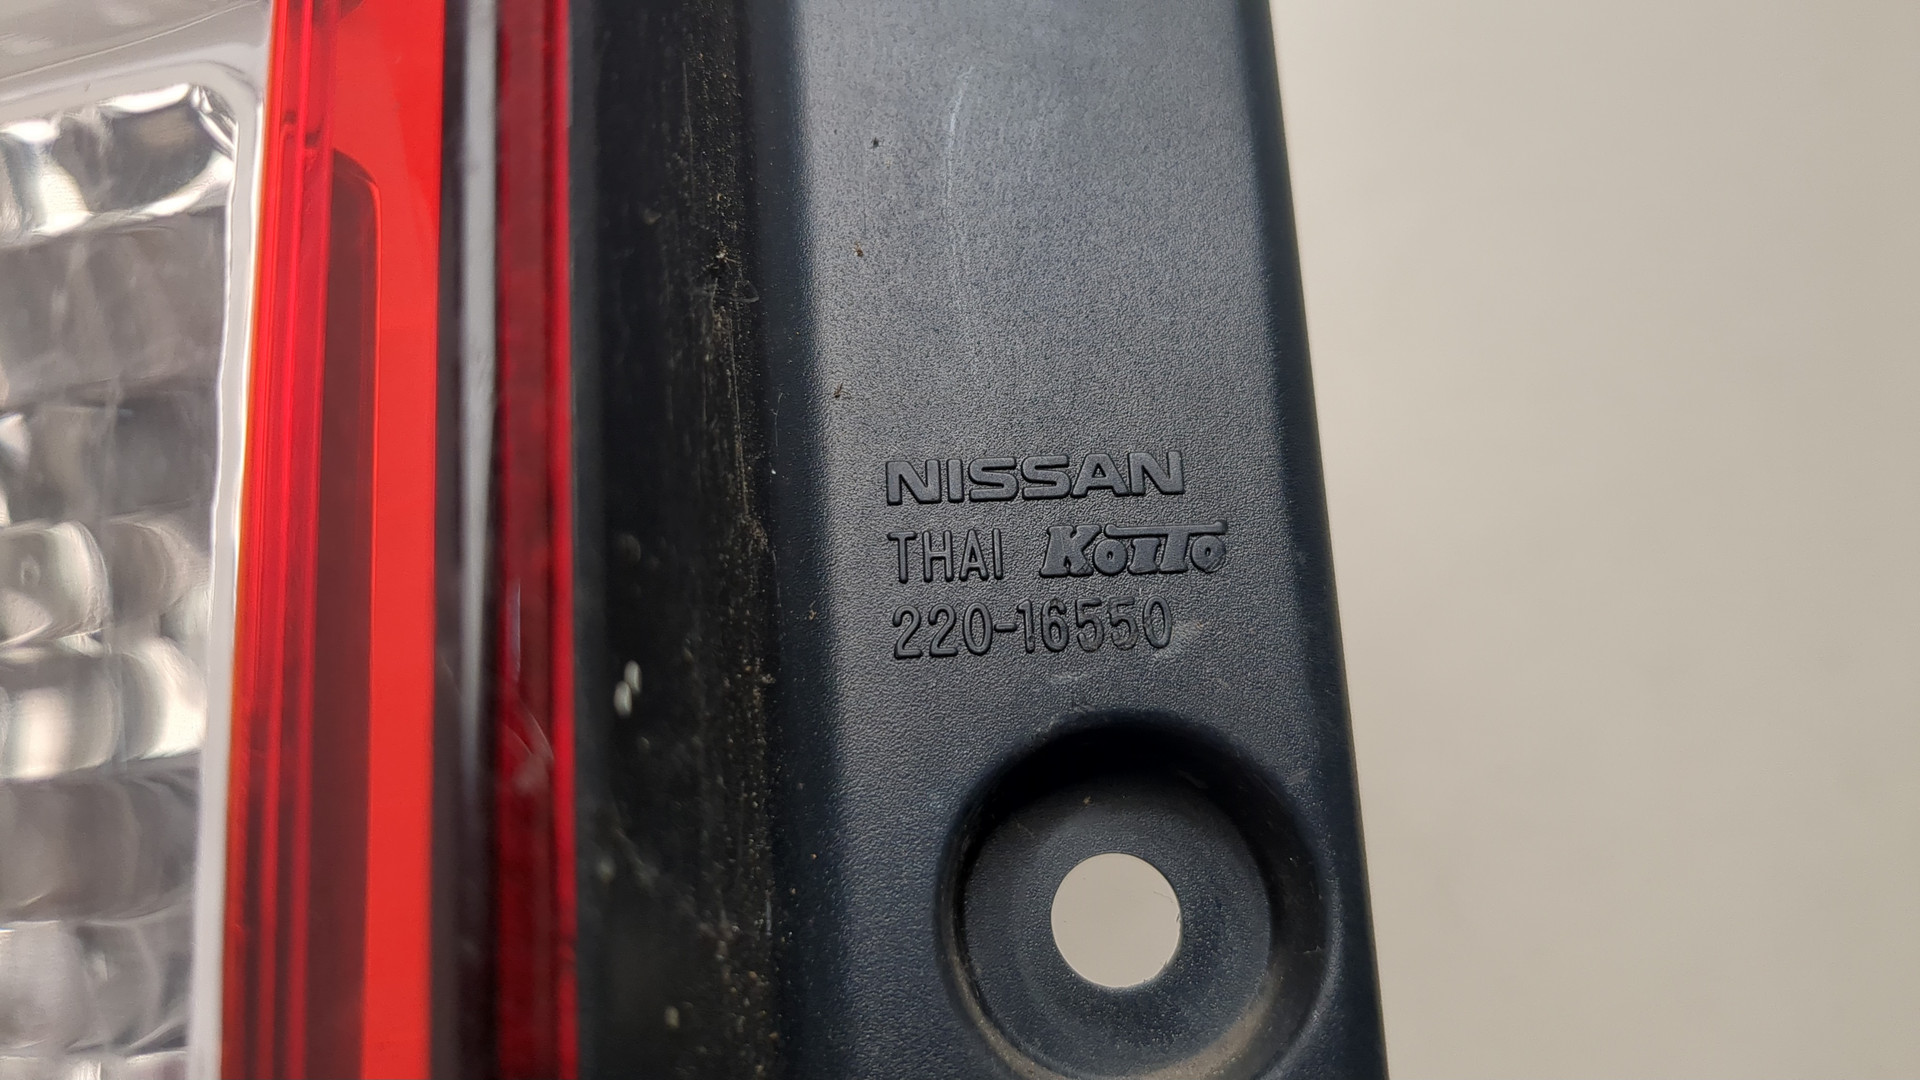 NISSAN
THAI KOITO
220-16550